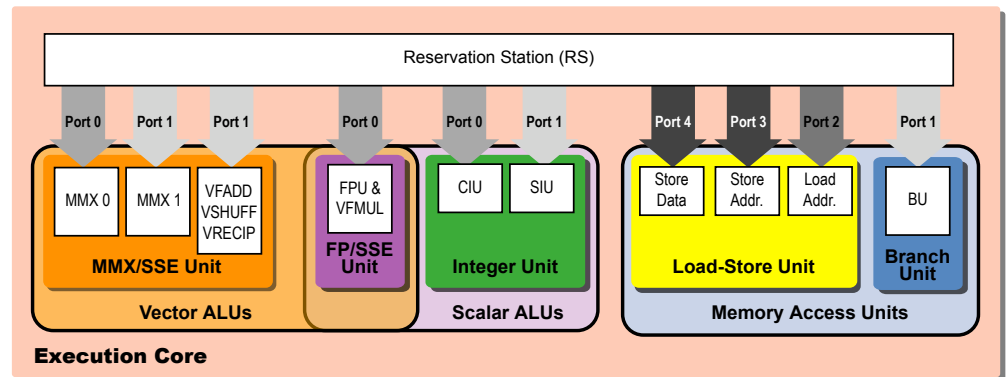 Reservation Station (RS)
Port 0
Port 1
Port 1
Port 0
Port 0
Port 1
Port 4
Port 3
Port 2
Port 1
MMX 0
MMX 1
VFADD
VSHUFF
VRECIP
FPU &
VFMUL
CIU
SIU
Store
Data
Store
Addr.
Load
Addr.
BU
MMX/SSE Unit
FP/SSE
Unit
Integer Unit
Load-Store Unit
Branch
Unit
Vector ALUs
Scalar ALUs
Memory Access Units
Execution Core